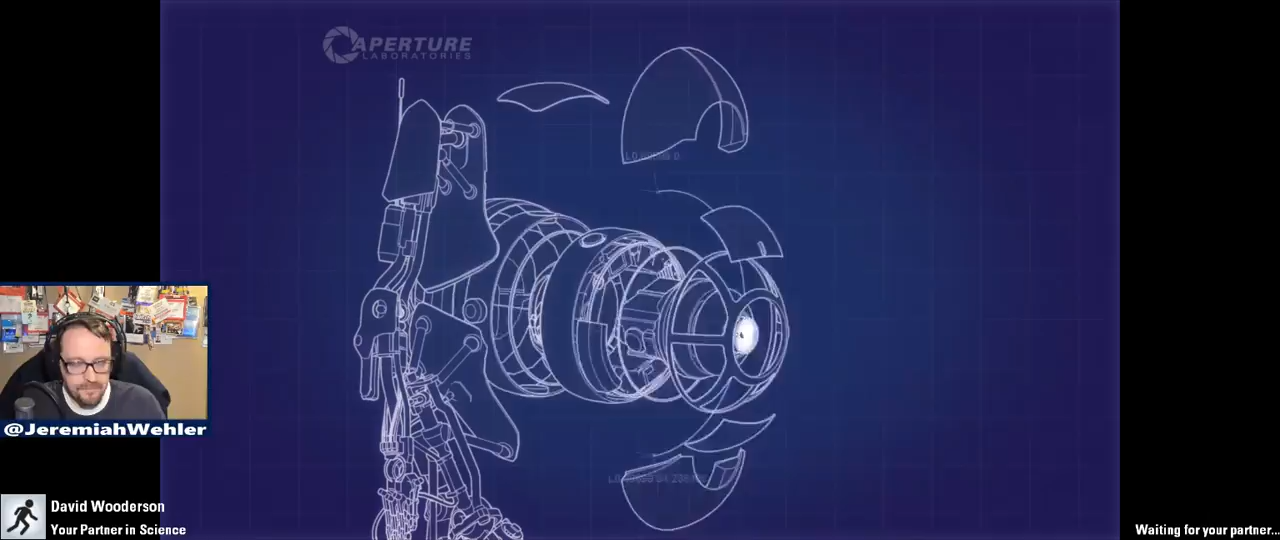 APERTURE
LABORATORIES
@JeremiahWehler
David Wooderson
Your Partner in Science
Waiting for your partner...